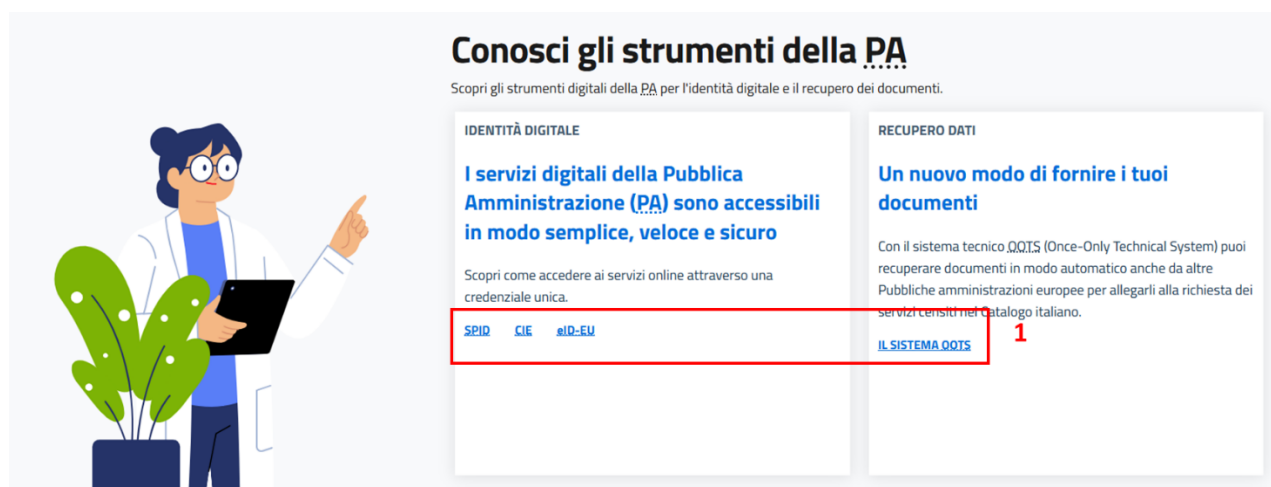 Conosci gli strumenti della PA
Scopri gli strumenti digitali della PA per l'identità digitale e il recupero dei documenti.
IDENTITÀ DIGITALE
I servizi digitali della Pubblica
Amministrazione (PA) sono accessibili
in modo semplice, veloce e sicuro
Scopri come accedere ai servizi online attraverso una
credenziale unica.
SPID CIE eID-EU
RECUPERO DATI
Un nuovo modo di fornire i tuoi
documenti
Con il sistema tecnico OOTS (Once-Only Technical System) puoi
recuperare documenti in modo automatico anche da altre
Pubbliche amministrazioni europee per allegarli alla richiesta dei
servizi censiti nel Catalogo italiano.
IL SISTEMA OOTS
1